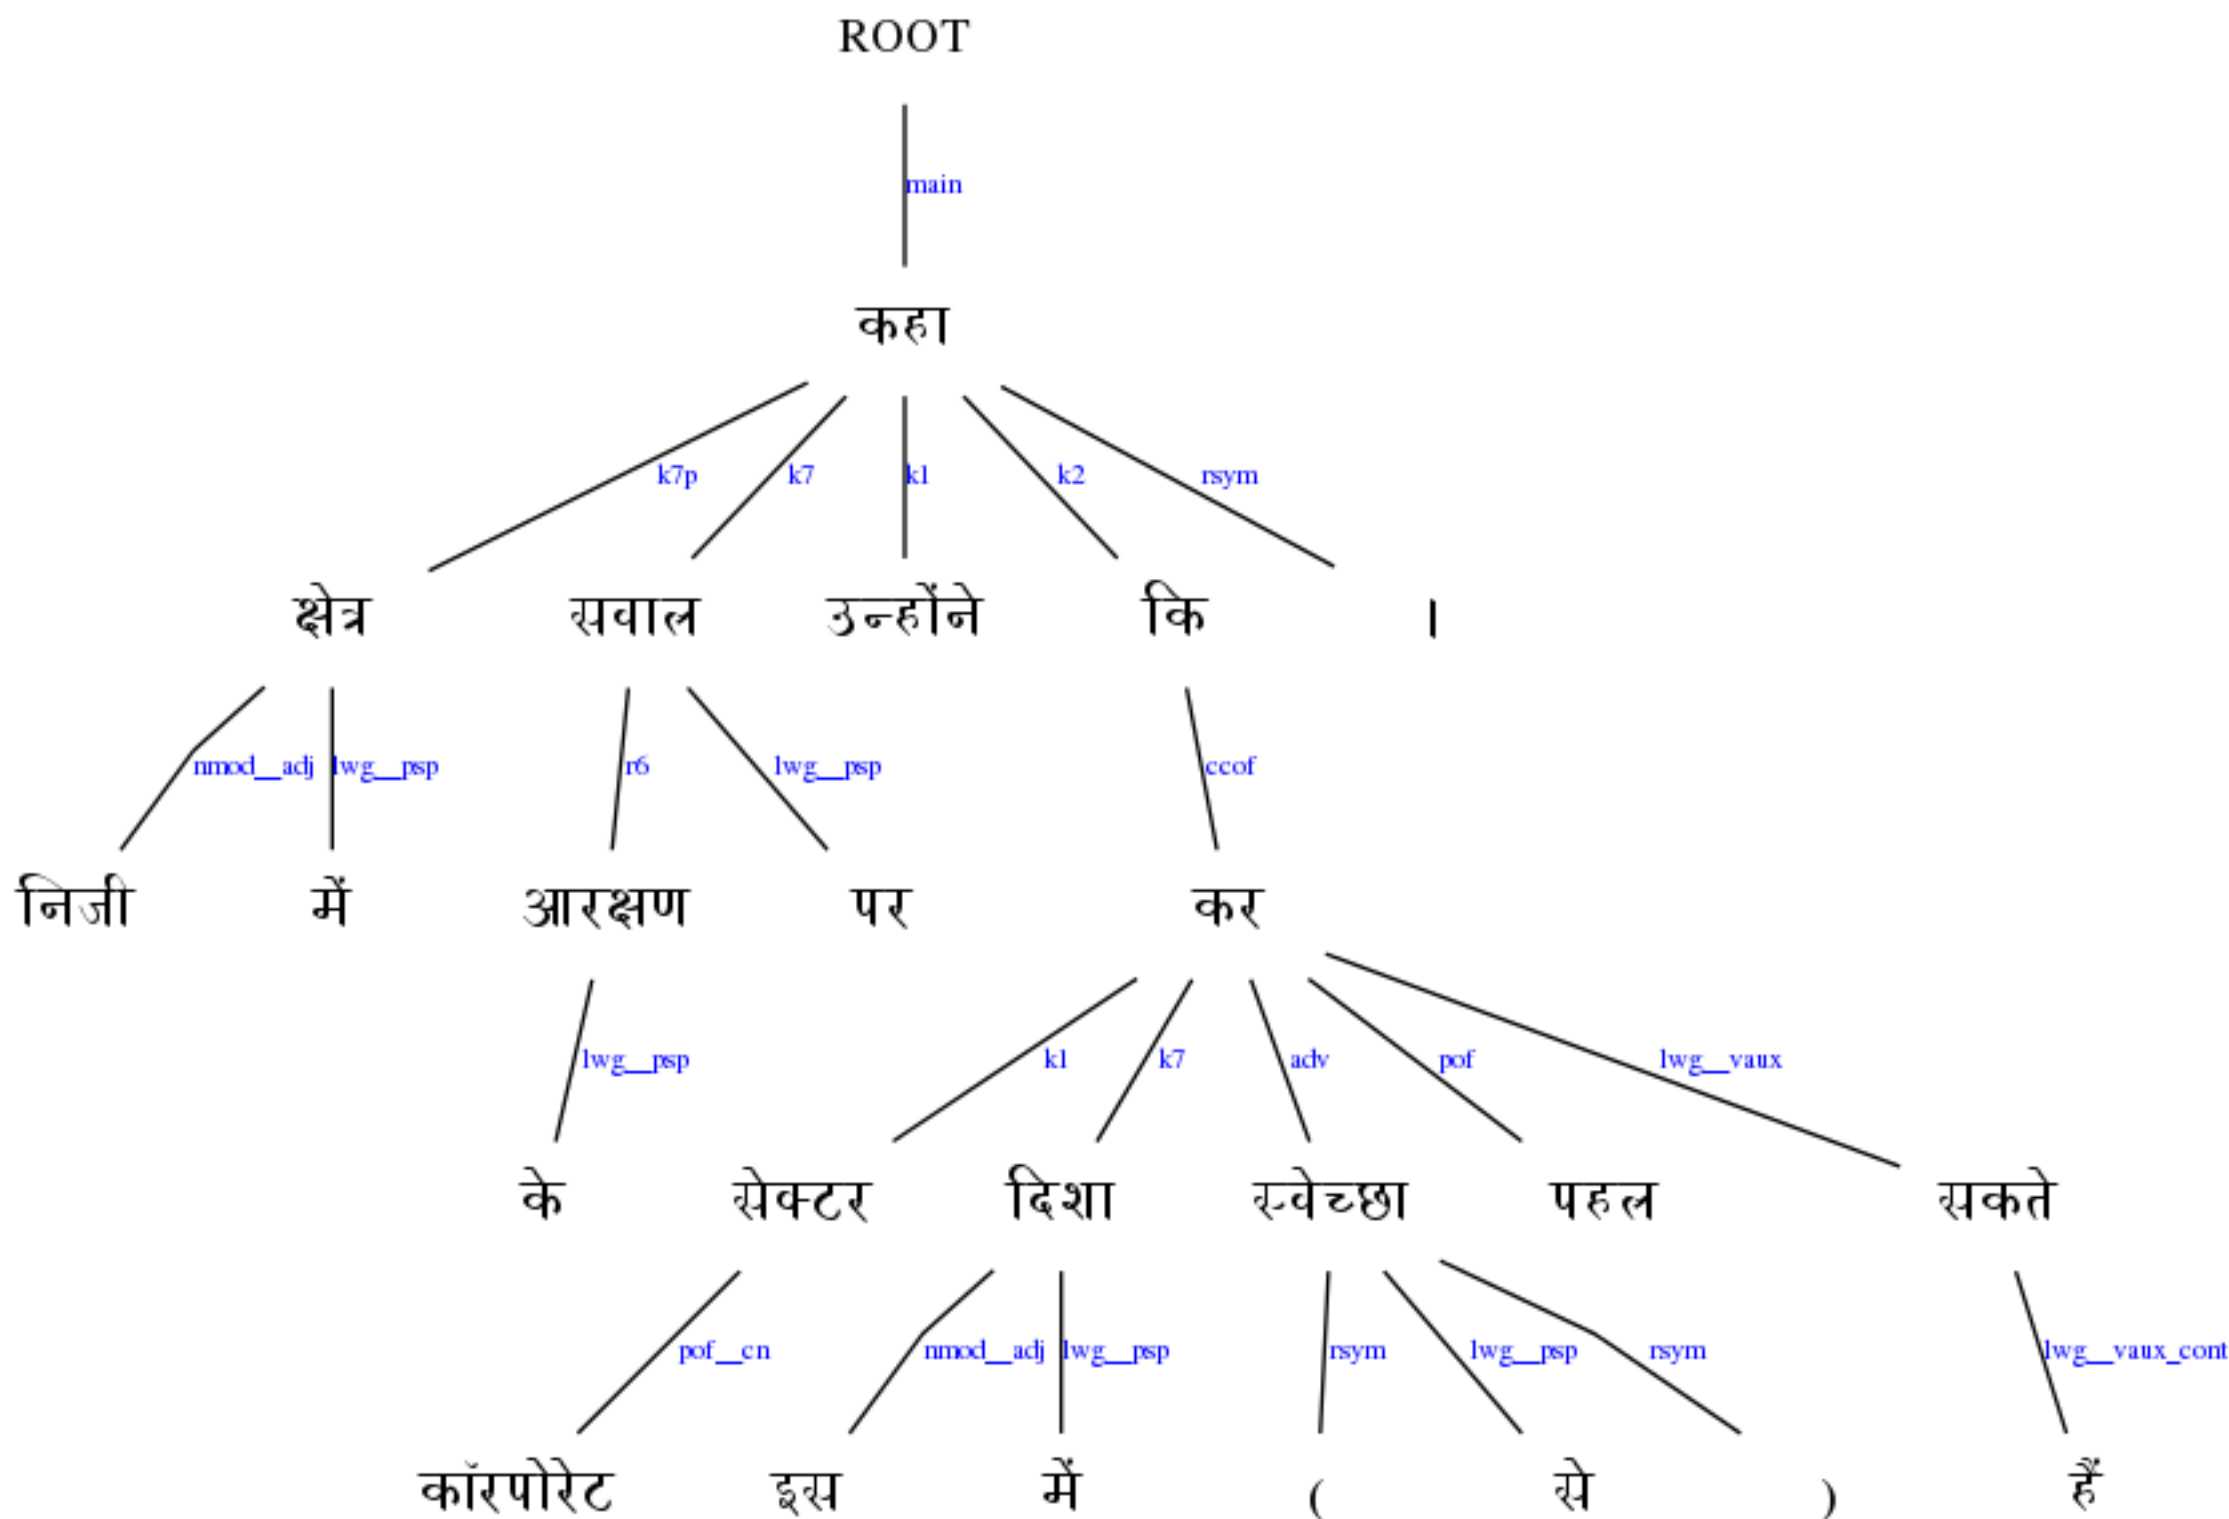 ROOT
main
कहा
k7p k7 k1 k2 rsym
क्षेत्र सवाल उन्होंने कि ।
nmod__adj lwg__psp r6 lwg__psp ccof
निजी में आरक्षण पर कर
lwg__psp k1 k7 adv pof lwg__vaux
के सेक्टर दिशा स्वेच्छा पहल सकते
pof__cn nmod__adj lwg__psp rsym lwg__psp rsym lwg__vaux_cont
कॉरपोरेट इस में ( से ) हैं